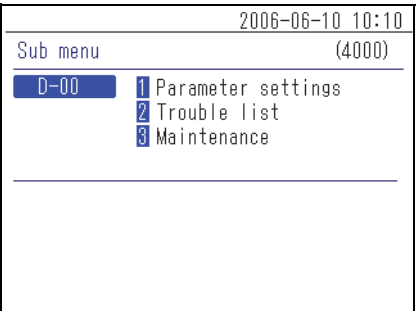 2006-06-10 10:10
Sub menu (4000)
D-00 1 Parameter settings
2 Trouble list
3 Maintenance